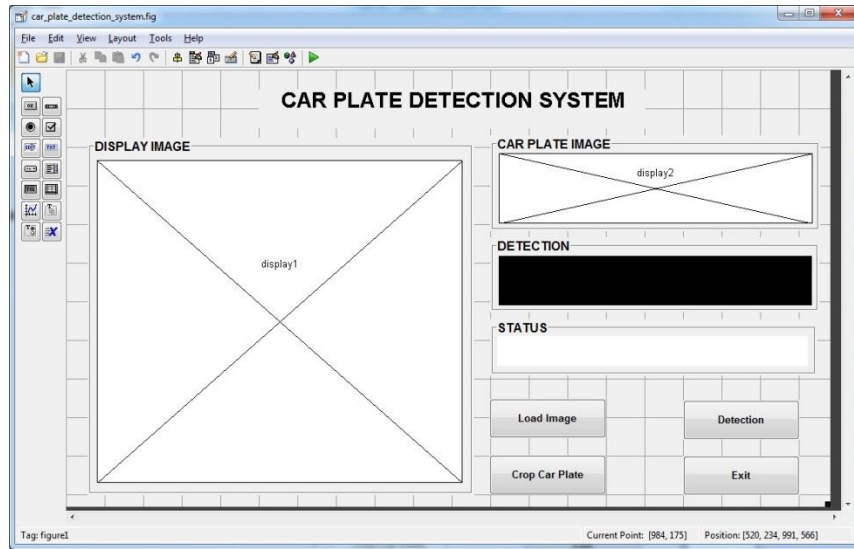 car_plate_detection_system.fig
File Edit View Layout Tools Help
CAR PLATE DETECTION SYSTEM
DISPLAY IMAGE
display1
CAR PLATE IMAGE
display2
DETECTION
STATUS
Load Image
Detection
Crop Car Plate
Exit
Tag: figure1
Current Point: [984, 175]
Position: [520, 234, 991, 566]